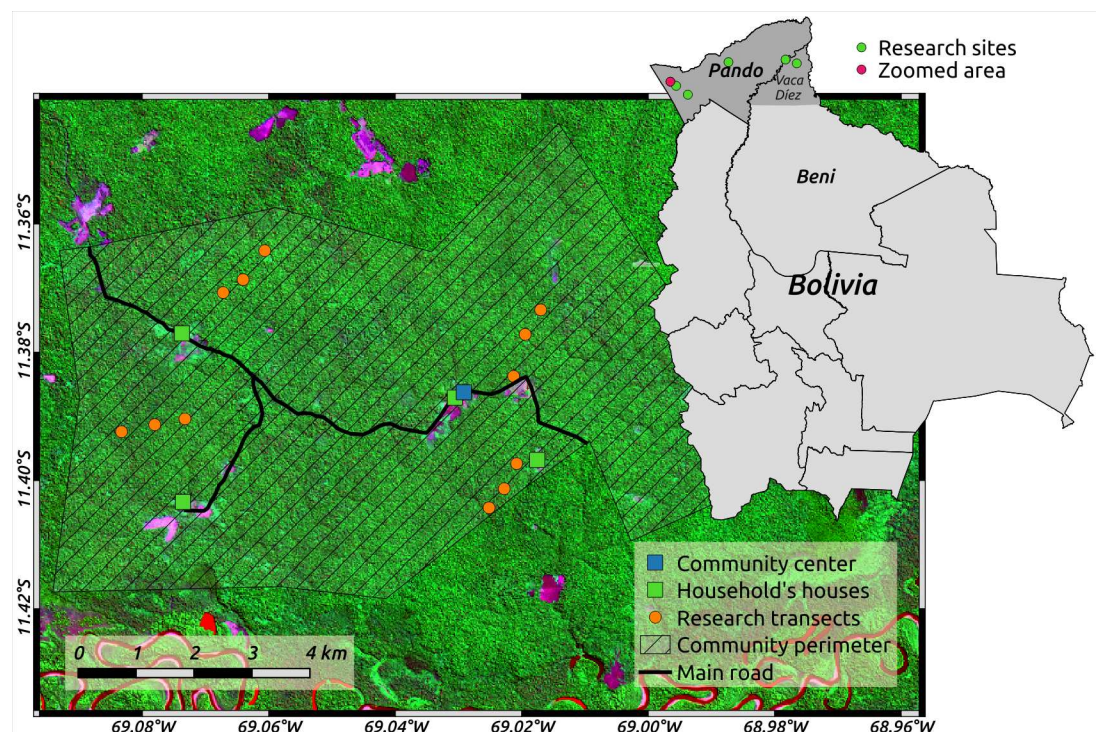 Research sites
Zoomed area
Pando
Vaca
Díez
Beni
Bolivia
11.36°S
11.38°S
11.40°S
11.42°S
Community center
Household's houses
Research transects
Community perimeter
Main road
0 1 2 3 4 km
69.08°W 69.06°W 69.04°W 69.02°W 69.00°W 68.98°W 68.96°W